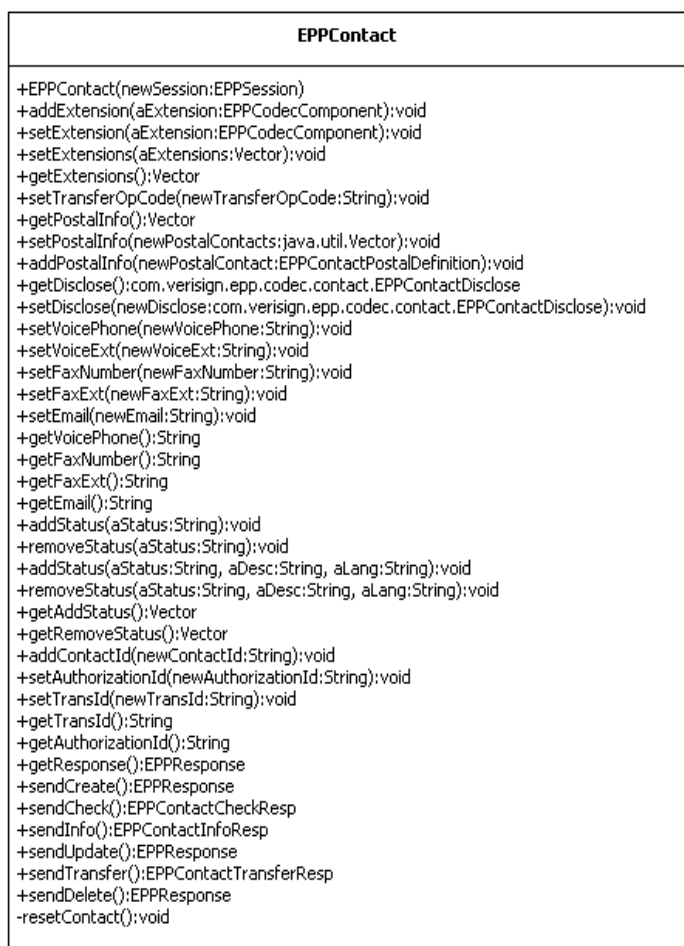 EPPContact
+EPPContact(newSession:EPPSession)
+addExtension(aExtension:EPPCodecComponent):void
+setExtension(aExtension:EPPCodecComponent):void
+setExtensions(aExtensions:Vector):void
+getExtensions():Vector
+setTransferOpCode(newTransferOpCode:String):void
+getPostalInfo():Vector
+setPostalInfo(newPostalContacts:java.util.Vector):void
+addPostalInfo(newPostalContact:EPPContactPostalDefinition):void
+getDisclose():com.verisign.epp.codec.contact.EPPContactDisclose
+setDisclose(newDisclose:com.verisign.epp.codec.contact.EPPContactDisclose):void
+setVoicePhone(newVoicePhone:String):void
+setVoiceExt(newVoiceExt:String):void
+setFaxNumber(newFaxNumber:String):void
+setFaxExt(newFaxExt:String):void
+setEmail(newEmail:String):void
+getVoicePhone():String
+getFaxNumber():String
+getFaxExt():String
+getEmail():String
+addStatus(aStatus:String):void
+removeStatus(aStatus:String):void
+addStatus(aStatus:String, aDesc:String, aLang:String):void
+removeStatus(aStatus:String, aDesc:String, aLang:String):void
+getAddStatus():Vector
+getRemoveStatus():Vector
+addContactId(newContactId:String):void
+setAuthorizationId(newAuthorizationId:String):void
+setTransId(newTransId:String):void
+getTransId():String
+getAuthorizationId():String
+getResponse():EPPResponse
+sendCreate():EPPResponse
+sendCheck():EPPContactCheckResp
+sendInfo():EPPContactInfoResp
+sendUpdate():EPPResponse
+sendTransfer():EPPContactTransferResp
+sendDelete():EPPResponse
-resetContact():void